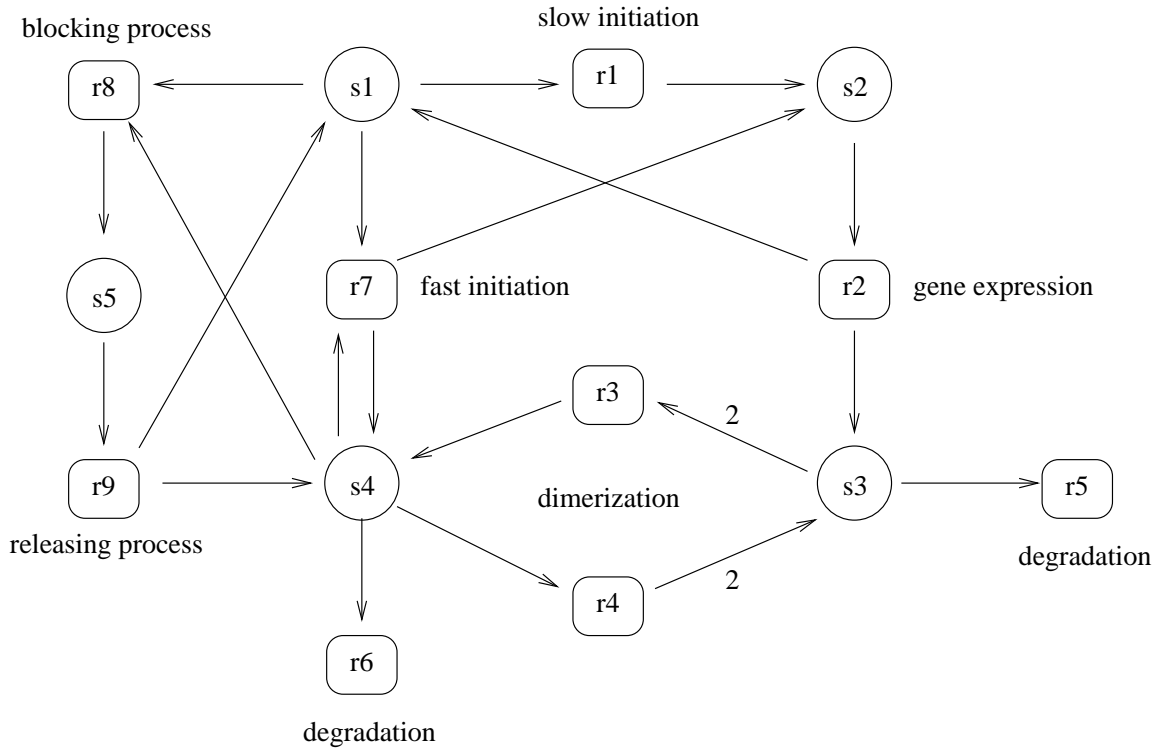 slow initiation
blocking process
r8
s1
r1
s2
s5
r7
fast initiation
r2
gene expression
r3
2
r9
s4
dimerization
s3
r5
releasing process
degradation
r4
2
r6
degradation